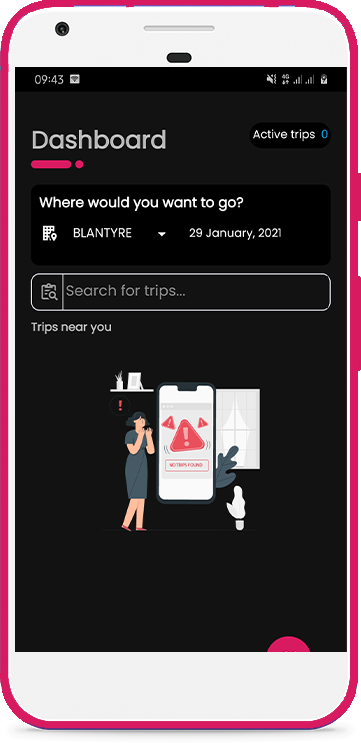 09:43
4G
Dashboard
Active trips 0
Where would you want to go?
BLANTYRE
29 January, 2021
Search for trips...
Trips near you
!
!
NO TRIPS FOUND